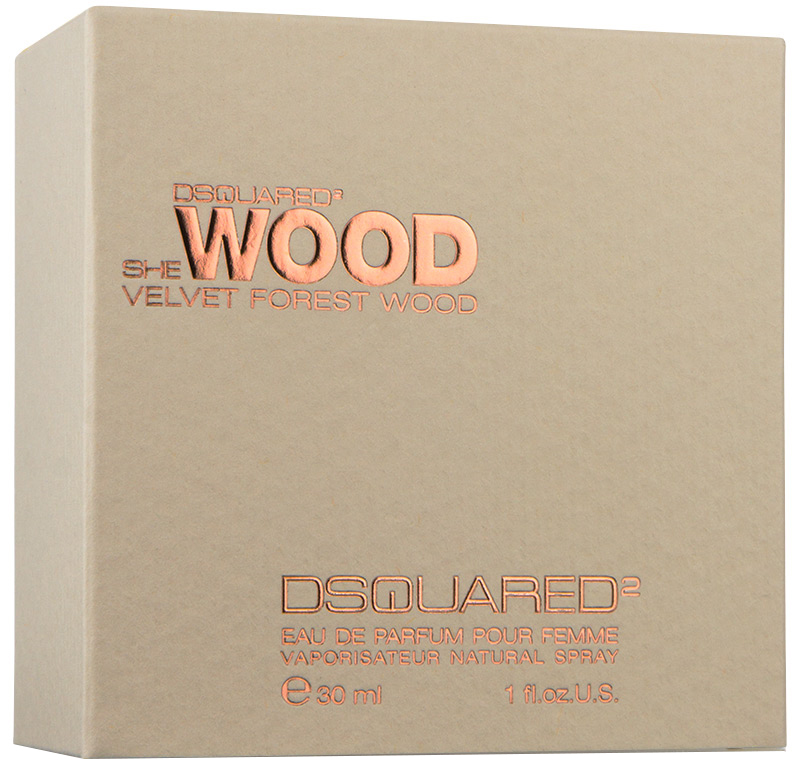 DSQUARED²
SHE WOOD
VELVET FOREST WOOD
DSQUARED²
EAU DE PARFUM POUR FEMME
VAPORISATEUR NATURAL SPRAY
℮ 30 ml 1 fl.oz.U.S.